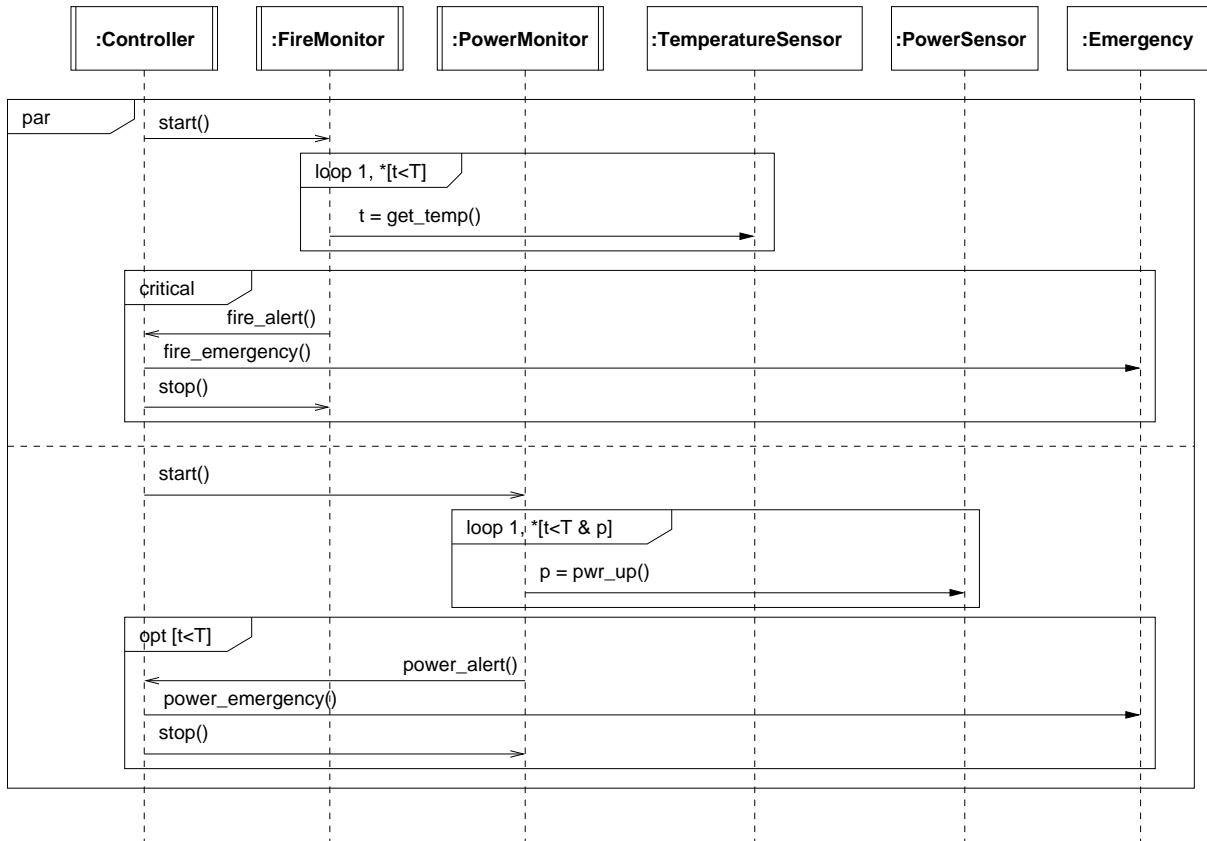 :Controller :FireMonitor :PowerMonitor :TemperatureSensor :PowerSensor :Emergency
par
start()
loop 1, *[t<T]
t = get_temp()
critical
fire_alert()
fire_emergency()
stop()
start()
loop 1, *[t<T & p]
p = pwr_up()
opt [t<T]
power_alert()
power_emergency()
stop()